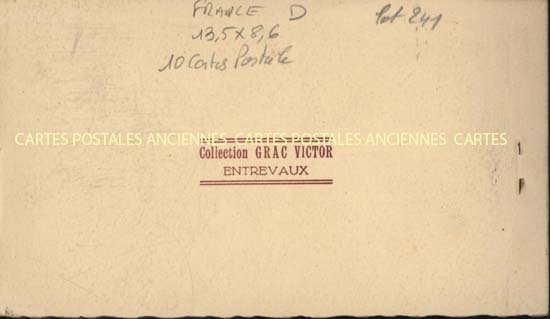 FRANCE D
lot 241
13,5 x 8,6
10 Cartes Postale
CARTES POSTALES ANCIENNES CARTES POSTALES ANCIENNES CARTES
Collection GRAC VICTOR
ENTREVAUX